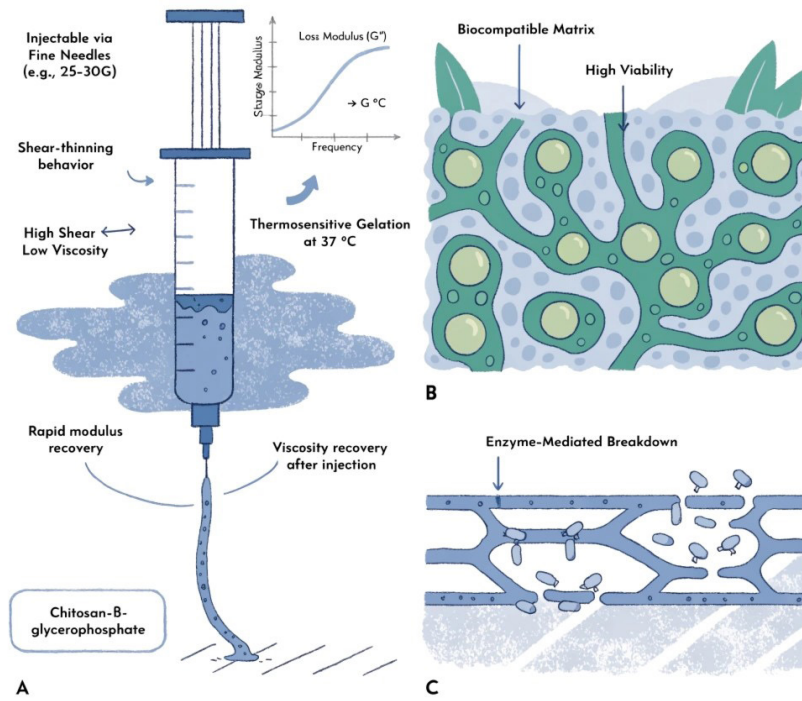 Injectable via
Fine Needles
(e.g., 25-30G)
Shear-thinning
behavior
High Shear
Low Viscosity
Loss Modulus (G")
Modulus
→ G °C
Frequency
Thermosensitive Gelation
at 37 °C
Rapid modulus
recovery
Viscosity recovery
after injection
Chitosan-B-
glycerophosphate
A
Biocompatible Matrix
High Viability
B
Enzyme-Mediated Breakdown
C